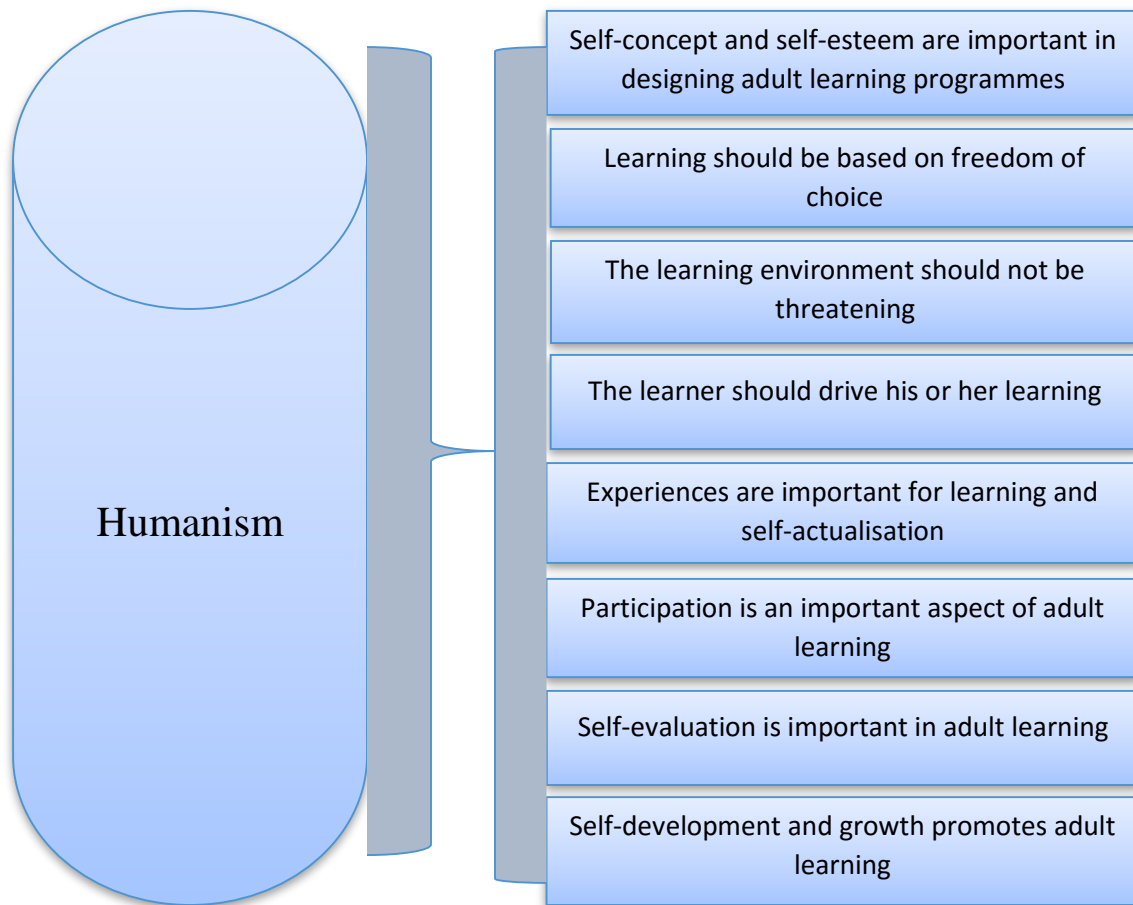 Humanism
Self-concept and self-esteem are important in
designing adult learning programmes
Learning should be based on freedom of
choice
The learning environment should not be
threatening
The learner should drive his or her learning
Experiences are important for learning and
self-actualisation
Participation is an important aspect of adult
learning
Self-evaluation is important in adult learning
Self-development and growth promotes adult
learning